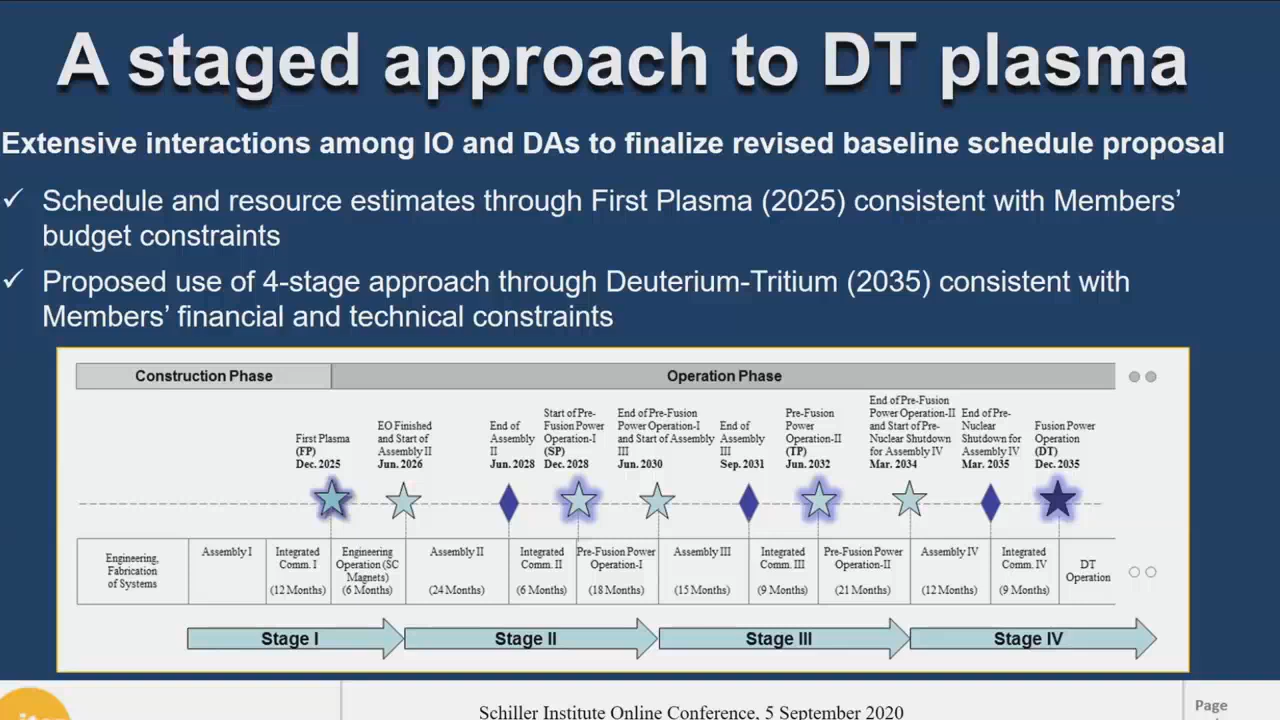 A staged approach to DT plasma
Extensive interactions among IO and DAs to finalize revised baseline schedule proposal
✓ Schedule and resource estimates through First Plasma (2025) consistent with Members’
budget constraints
✓ Proposed use of 4-stage approach through Deuterium-Tritium (2035) consistent with
Members’ financial and technical constraints
Construction Phase
Operation Phase
First Plasma
(FP)
Dec. 2025
EO Finished
and Start of
Assembly II
Jun. 2026
End of
Assembly
II
Jun. 2028
Start of Pre-
Fusion Power
Operation-I
(SP)
Dec. 2028
End of Pre-Fusion
Power Operation-I
and Start of Assembly
III
Jun. 2030
End of
Assembly
III
Sep. 2031
Pre-Fusion
Power
Operation-II
(TP)
Jun. 2032
End of Pre-Fusion
Power Operation-II
and Start of Pre-
Nuclear Shutdown
for Assembly IV
Mar. 2034
End of Pre-
Nuclear
Shutdown for
Assembly IV
Mar. 2035
Fusion Power
Operation
(DT)
Dec. 2035
Engineering,
Fabrication
of Systems
Assembly I
Integrated
Comm. I
(12 Months)
Engineering
Operation (SC
Magnets)
(6 Months)
Assembly II
(24 Months)
Integrated
Comm. II
(6 Months)
Pre-Fusion Power
Operation-I
(18 Months)
Assembly III
(15 Months)
Integrated
Comm. III
(9 Months)
Pre-Fusion Power
Operation-II
(21 Months)
Assembly IV
(12 Months)
Integrated
Comm. IV
(9 Months)
DT
Operation
Stage I
Stage II
Stage III
Stage IV
Schiller Institute Online Conference, 5 September 2020
Page